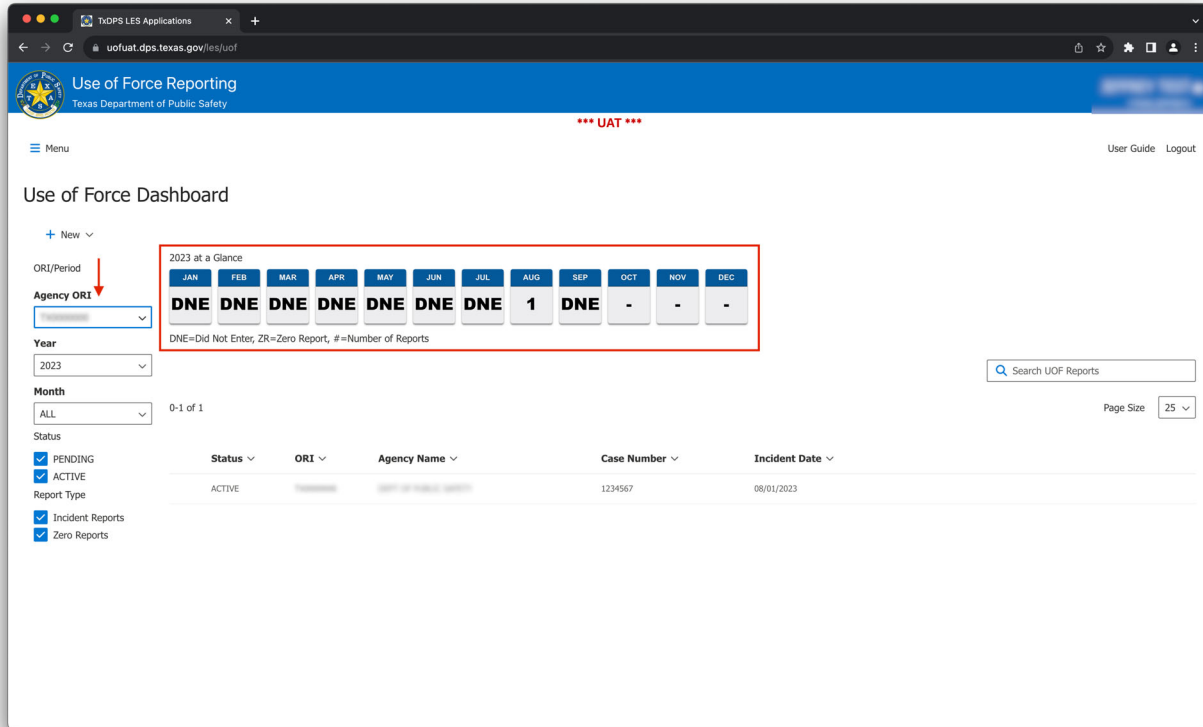 TxDPS LES Applications
uofuat.dps.texas.gov/les/uof
Use of Force Reporting
Texas Department of Public Safety
*** UAT ***
Menu
User Guide Logout
Use of Force Dashboard
New
ORI/Period
2023 at a Glance
JAN FEB MAR APR MAY JUN JUL AUG SEP OCT NOV DEC
DNE DNE DNE DNE DNE DNE DNE 1 DNE - - -
DNE=Did Not Enter, ZR=Zero Report, #=Number of Reports
Agency ORI
Year
2023
Search UOF Reports
Month
ALL
0-1 of 1
Page Size 25
Status
PENDING
ACTIVE
Report Type
Incident Reports
Zero Reports
Status ORI Agency Name Case Number Incident Date
ACTIVE 1234567 08/01/2023